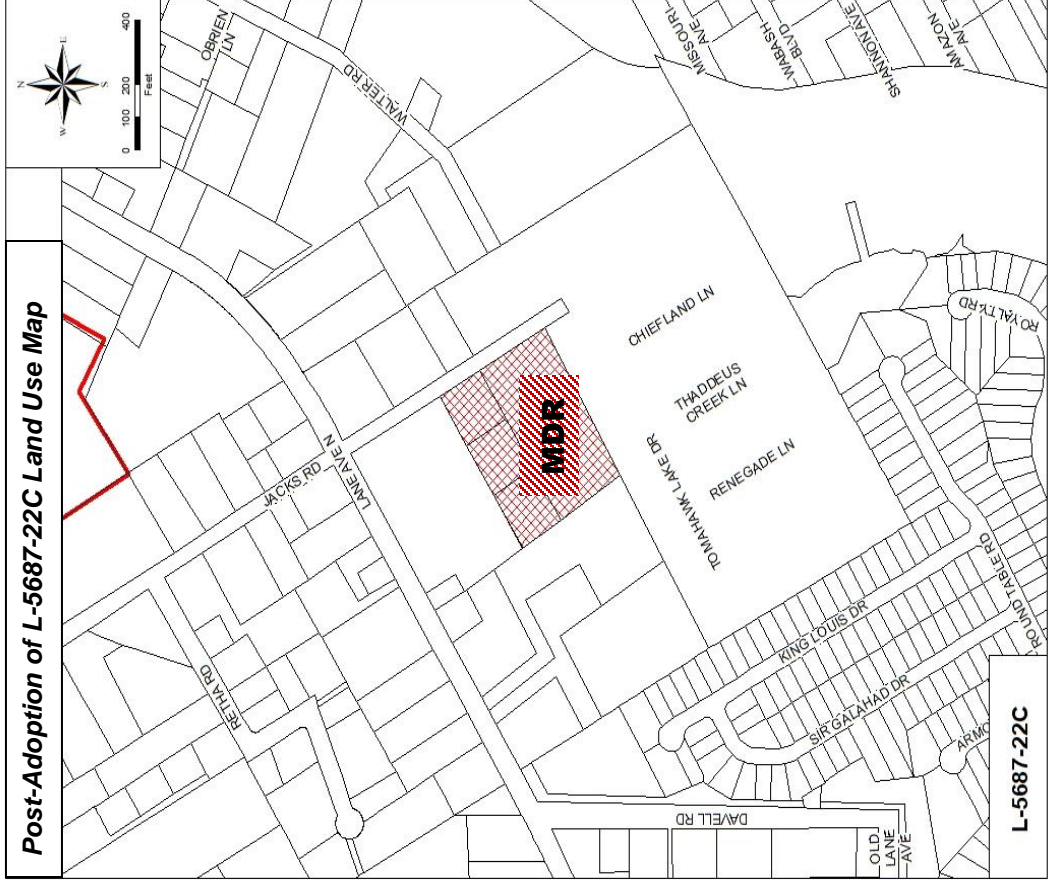 Post-Adoption of L-5687-22C Land Use Map
N
W
E
S
0 100 200 400
Feet
OBRIEN
LN
WALTER RD
MISSOURI
AVE
WABASH
BLVD
SHANNON AVE
AMAZON
AVE
JACKS RD
LANE AVE N
RETHA RD
MDR
CHIEFLAND LN
THADDEUS
CREEK LN
TOMAHAWK LAKE DR
RENEGADE LN
ROYALTY RD
KING LOUIS DR
ROUND TABLE RD
SIR GALAHAD DR
ARMO
DAVELL RD
OLD
LANE
AVE
L-5687-22C